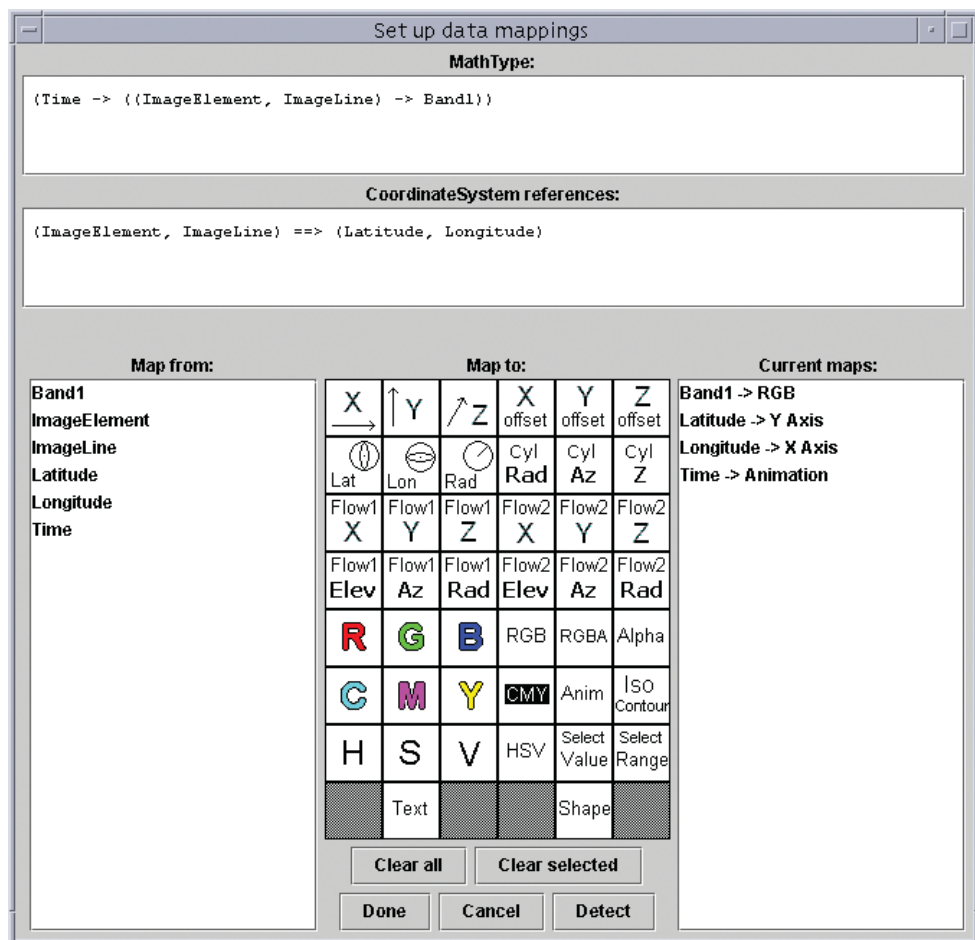 Set up data mappings
MathType:
(Time -> ((ImageElement, ImageLine) -> Band1))
CoordinateSystem references:
(ImageElement, ImageLine) ==> (Latitude, Longitude)
Map from:
Band1
ImageElement
ImageLine
Latitude
Longitude
Time
Map to:
X Y Z X offset Y offset Z offset
Lat Lon Rad Cyl Rad Cyl Az Cyl Z
Flow1 X Flow1 Y Flow1 Z Flow2 X Flow2 Y Flow2 Z
Flow1 Elev Flow1 Az Flow1 Rad Flow2 Elev Flow2 Az Flow2 Rad
R G B RGB RGBA Alpha
C M Y CMY Anim Iso Contour
H S V HSV Select Value Select Range
Text Shape
Clear all Clear selected
Done Cancel Detect
Current maps:
Band1 -> RGB
Latitude -> Y Axis
Longitude -> X Axis
Time -> Animation